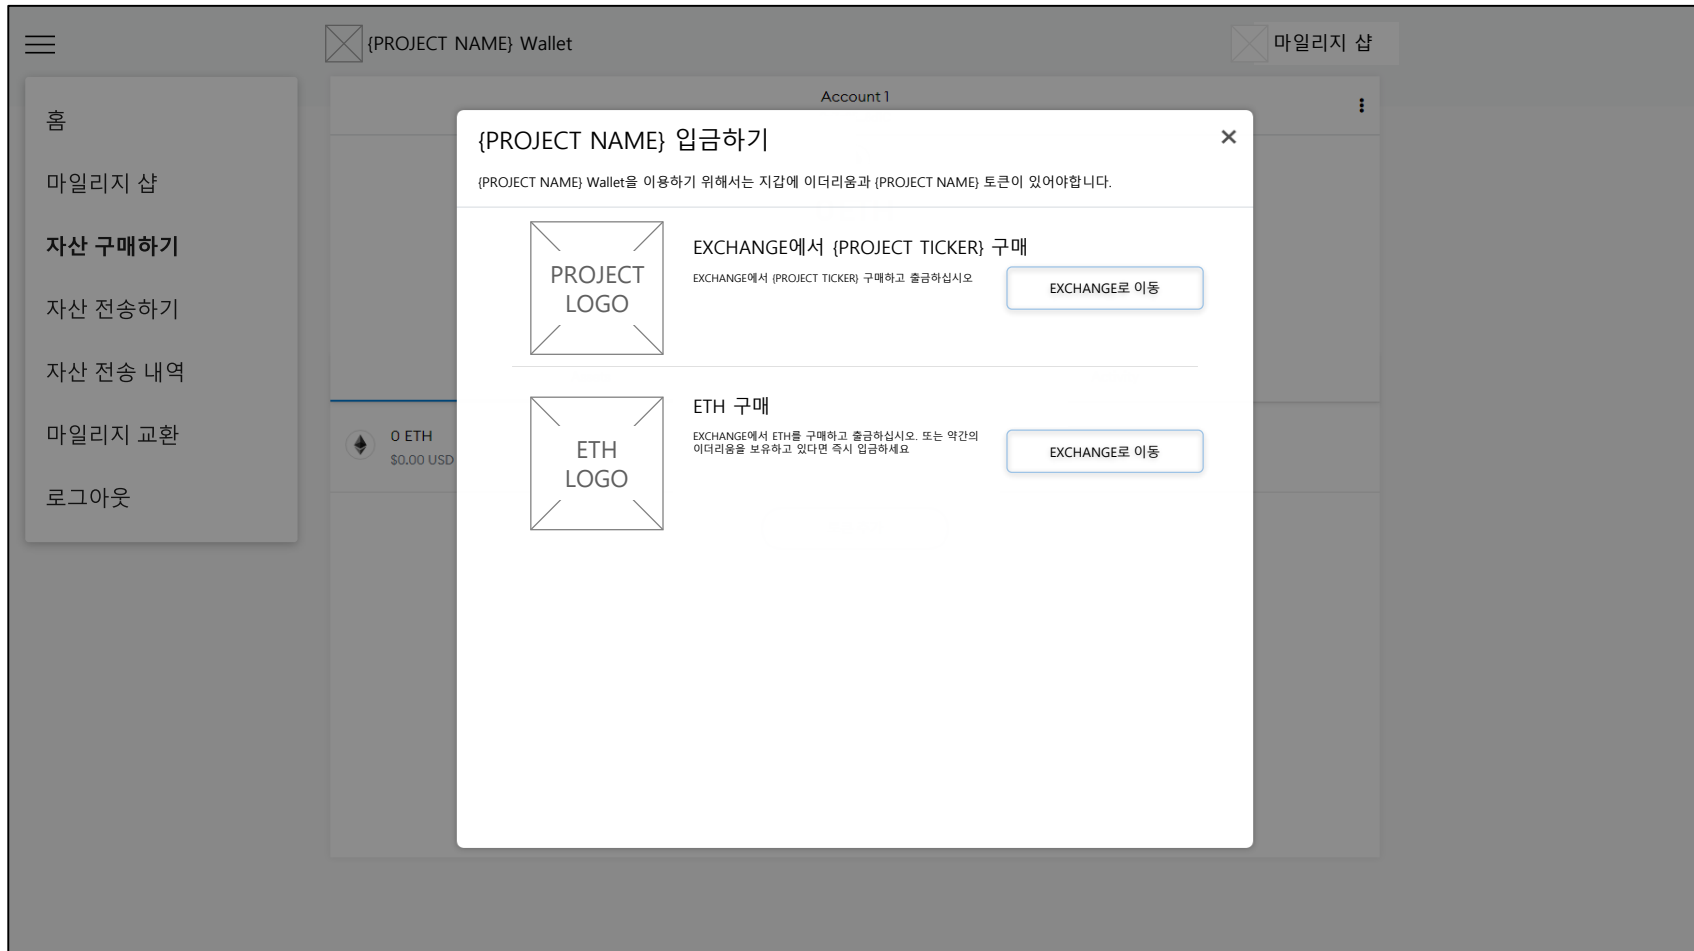 {PROJECT NAME} Wallet
마일리지 샵
홈
마일리지 샵
자산 구매하기
자산 전송하기
자산 전송 내역
마일리지 교환
로그아웃
Account 1
0 ETH
$0.00 USD
{PROJECT NAME} 입금하기
{PROJECT NAME} Wallet을 이용하기 위해서는 지갑에 이더리움과 {PROJECT NAME} 토큰이 있어야합니다.
PROJECT
LOGO
EXCHANGE에서 {PROJECT TICKER} 구매
EXCHANGE에서 {PROJECT TICKER} 구매하고 출금하십시오
EXCHANGE로 이동
ETH
LOGO
ETH 구매
EXCHANGE에서 ETH를 구매하고 출금하십시오. 또는 약간의
이더리움을 보유하고 있다면 즉시 입금하세요
EXCHANGE로 이동